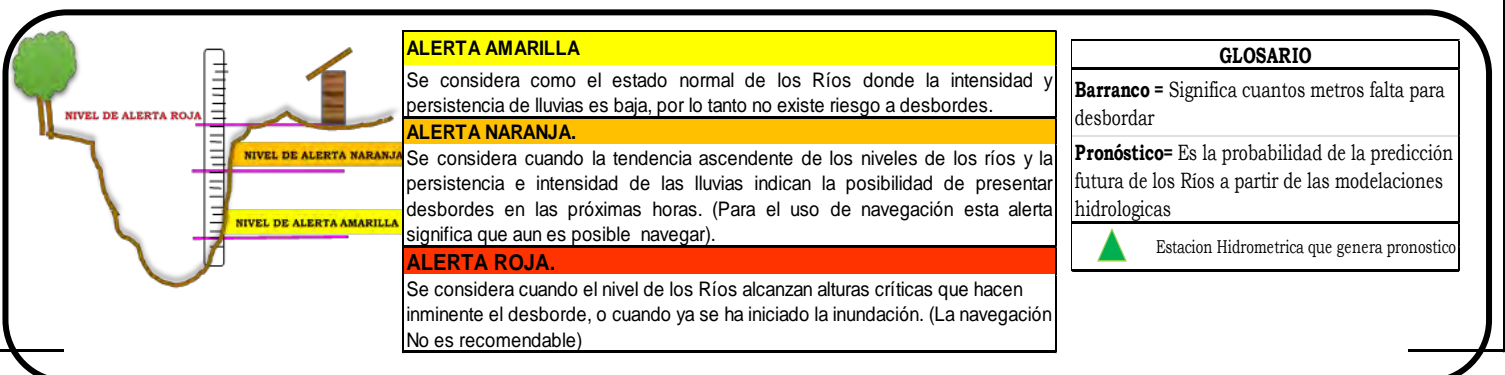 NIVEL DE ALERTA ROJA
NIVEL DE ALERTA NARANJA
NIVEL DE ALERTA AMARILLA
ALERTA AMARILLA
Se considera como el estado normal de los Ríos donde la intensidad y
persistencia de lluvias es baja, por lo tanto no existe riesgo a desbordes.
ALERTA NARANJA.
Se considera cuando la tendencia ascendente de los niveles de los ríos y la
persistencia e intensidad de las lluvias indican la posibilidad de presentar
desbordes en las próximas horas. (Para el uso de navegación esta alerta
significa que aun es posible navegar).
ALERTA ROJA.
Se considera cuando el nivel de los Ríos alcanzan alturas críticas que hacen
inminente el desborde, o cuando ya se ha iniciado la inundación. (La navegación
No es recomendable)
GLOSARIO
Barranco = Significa cuantos metros falta para
desbordar
Pronóstico= Es la probabilidad de la predicción
futura de los Ríos a partir de las modelaciones
hidrologicas
Estacion Hidrometrica que genera pronostico